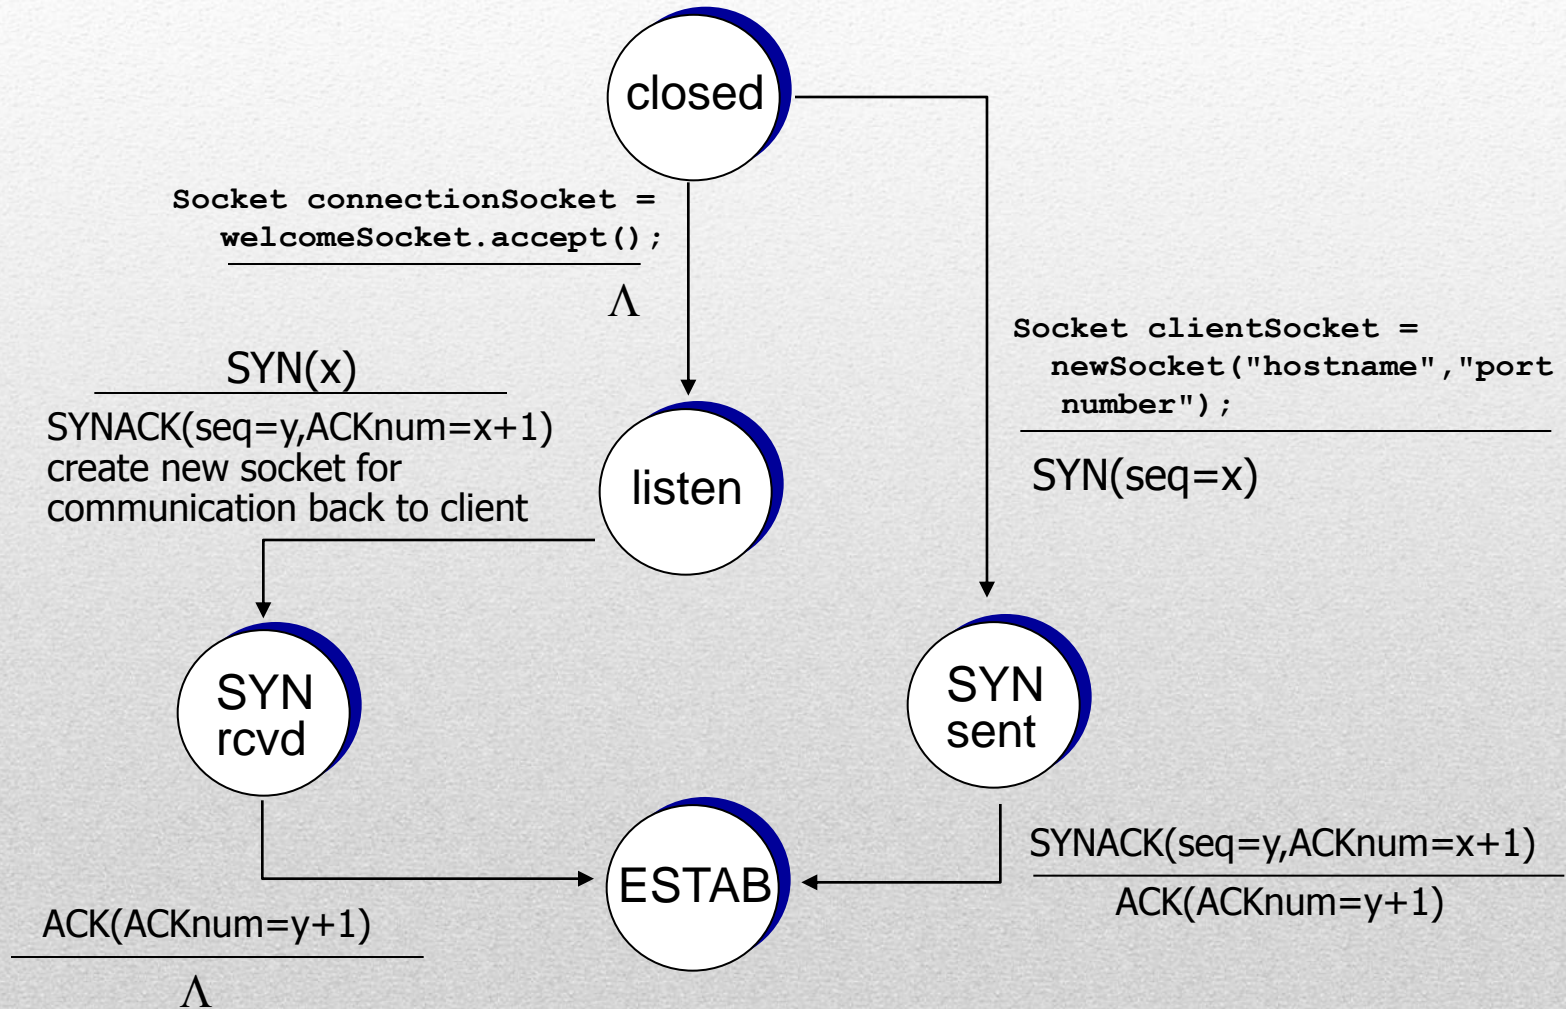 closed
Socket connectionSocket =
welcomeSocket.accept();
Λ
Socket clientSocket =
newSocket("hostname","port
number");
SYN(seq=x)
SYN(x)
SYNACK(seq=y,ACKnum=x+1)
create new socket for
communication back to client
listen
SYN
rcvd
SYN
sent
ESTAB
SYNACK(seq=y,ACKnum=x+1)
ACK(ACKnum=y+1)
ACK(ACKnum=y+1)
Λ